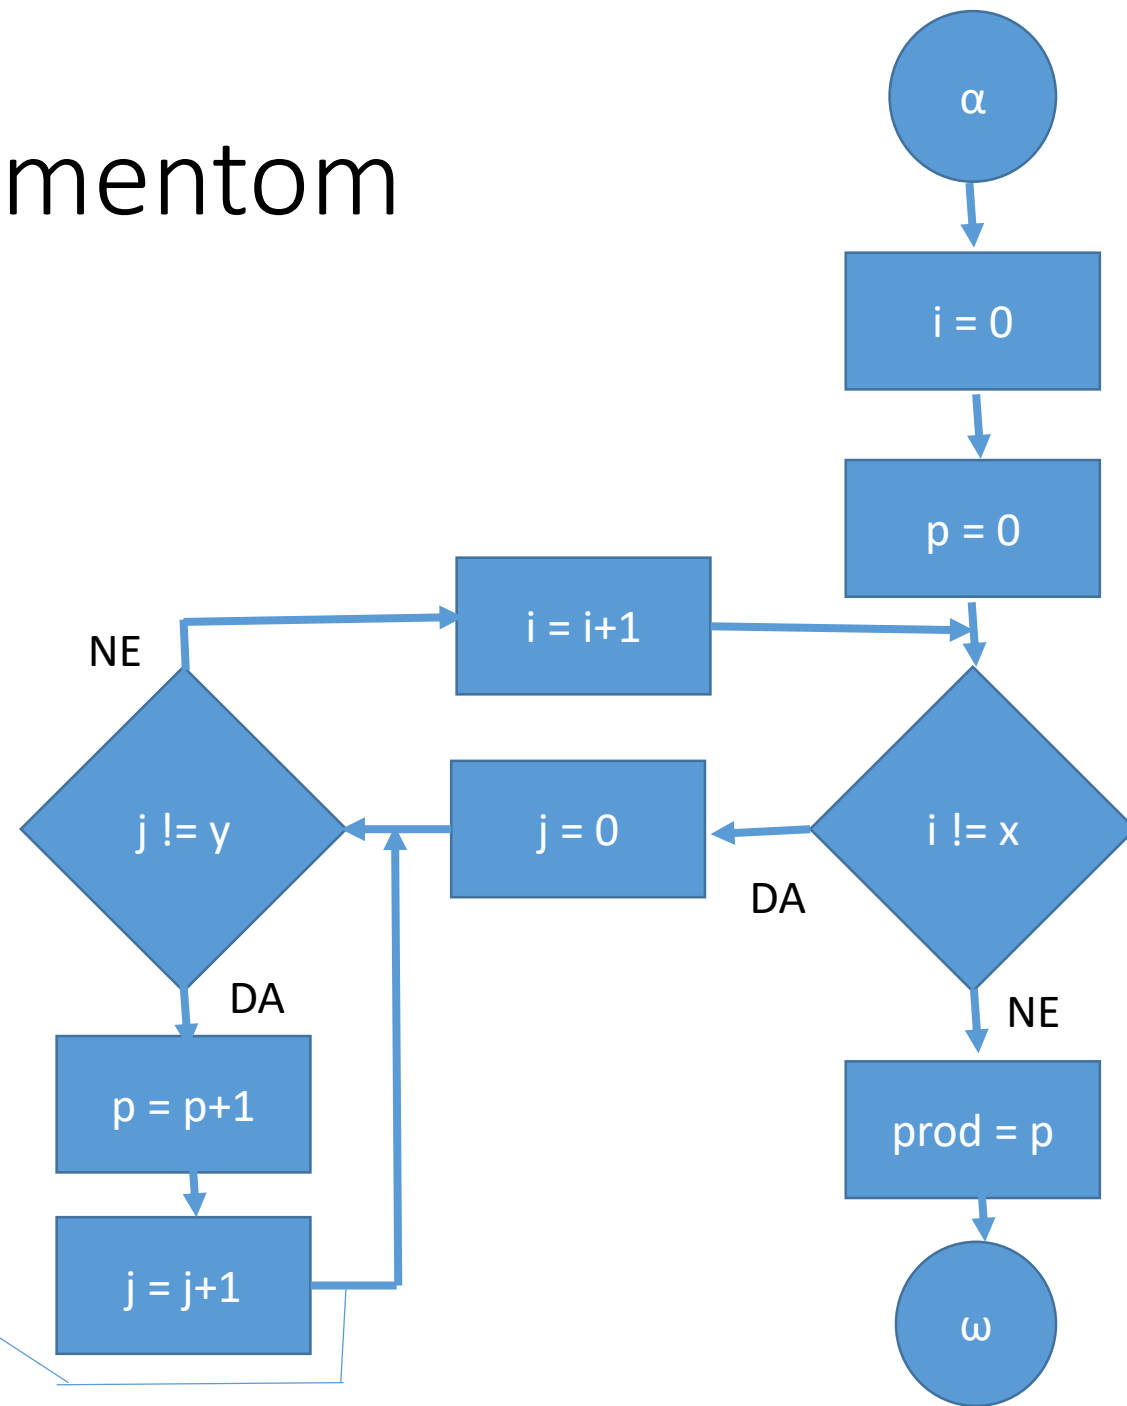 mentom
α
i = 0
p = 0
i = i+1
NE
j != y
j = 0
i != x
DA
DA
NE
p = p+1
prod = p
j = j+1
ω